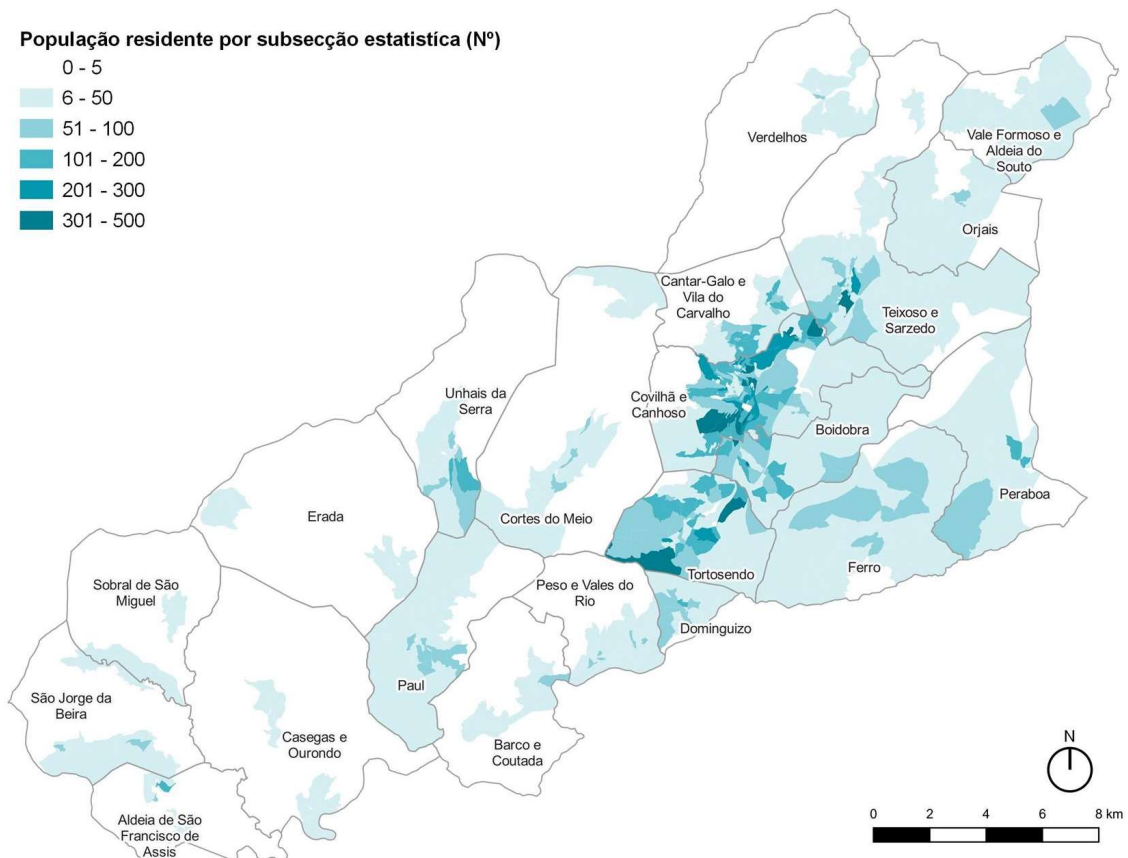 População residente por subsecção estatistíca (Nº)
0 - 5
6 - 50
51 - 100
101 - 200
201 - 300
301 - 500
Verdelhos
Vale Formoso e
Aldeia do
Souto
Orjais
Cantar-Galo e
Vila do
Carvalho
Teixoso e
Sarzedo
Unhais da
Serra
Covilhã e
Canhoso
Boidobra
Peraboa
Erada
Cortes do Meio
Ferro
Tortosendo
Sobral de São
Miguel
Peso e Vales do
Rio
Dominguizo
São Jorge da
Beira
Paul
Casegas e
Ourondo
Barco e
Coutada
Aldeia de São
Francisco de
Assis
N
0 2 4 6 8 km